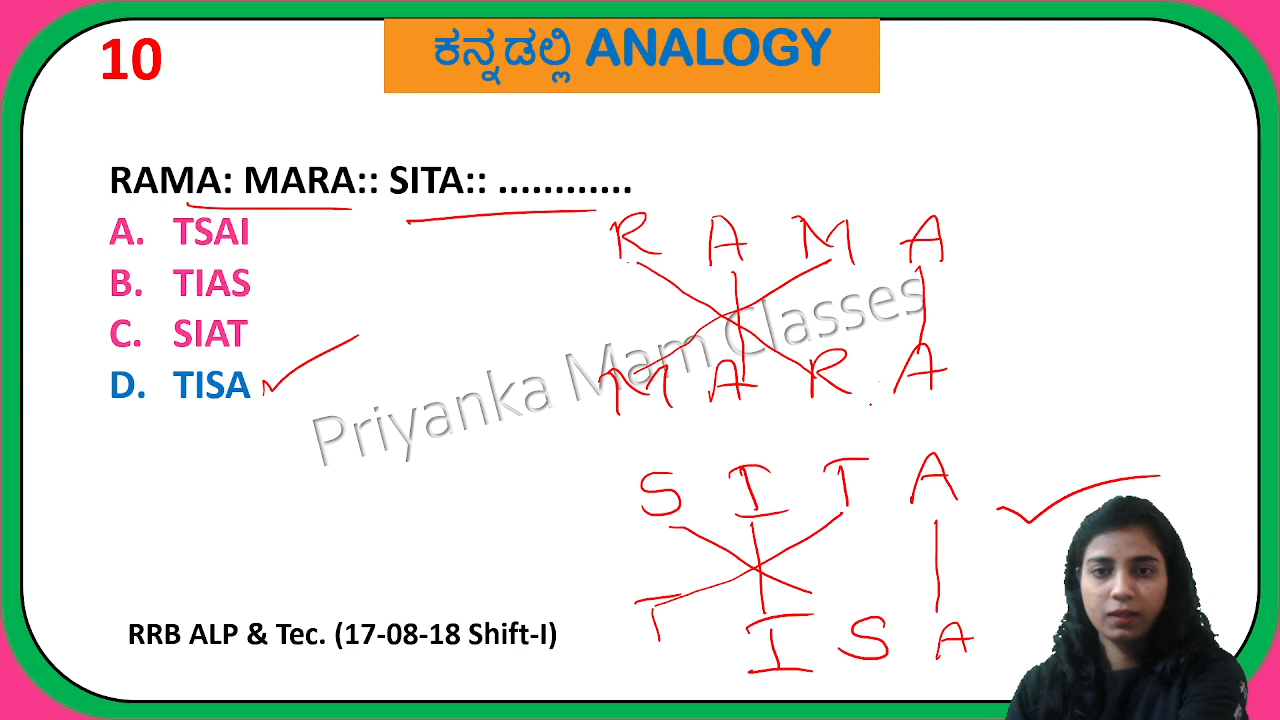 10
ಕನ್ನಡಲ್ಲಿ ANALOGY
RAMA: MARA:: SITA:: ............
A. TSAI
B. TIAS
C. SIAT
D. TISA
R A M A
M A R A
Priyanka Mam Classes
S I T A
T I S A
RRB ALP & Tec. (17-08-18 Shift-I)